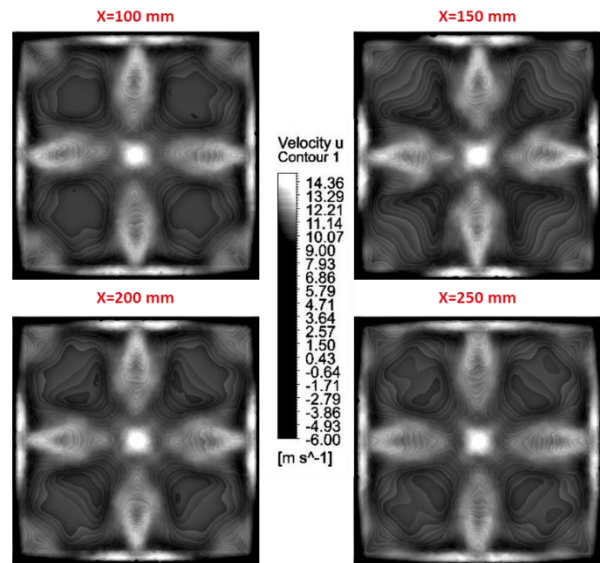 X=100 mm
X=150 mm
Velocity u
Contour 1
14.36
13.29
12.21
11.14
10.07
9.00
7.93
6.86
5.79
4.71
3.64
2.57
1.50
0.43
-0.64
-1.71
-2.79
-3.86
-4.93
-6.00
[m s^-1]
X=200 mm
X=250 mm